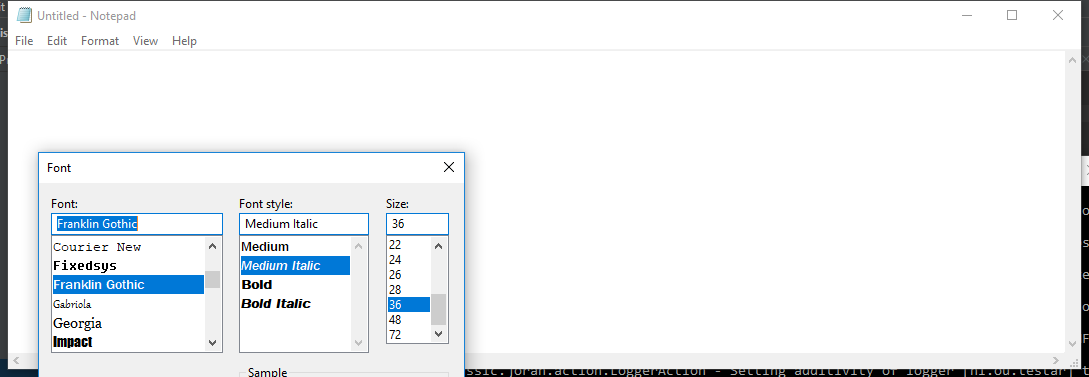 Untitled - Notepad
File Edit Format View Help
Font
Font: Font style: Size:
Franklin Gothic Medium Italic 36
Courier New
Fixedsys
Franklin Gothic
Gabriola
Georgia
Impact
Medium
Medium Italic
Bold
Bold Italic
22
24
26
28
36
48
72
Sample
ssic.joran.action.LoggerAction - Setting additivity of logger [nl.ou.testar]